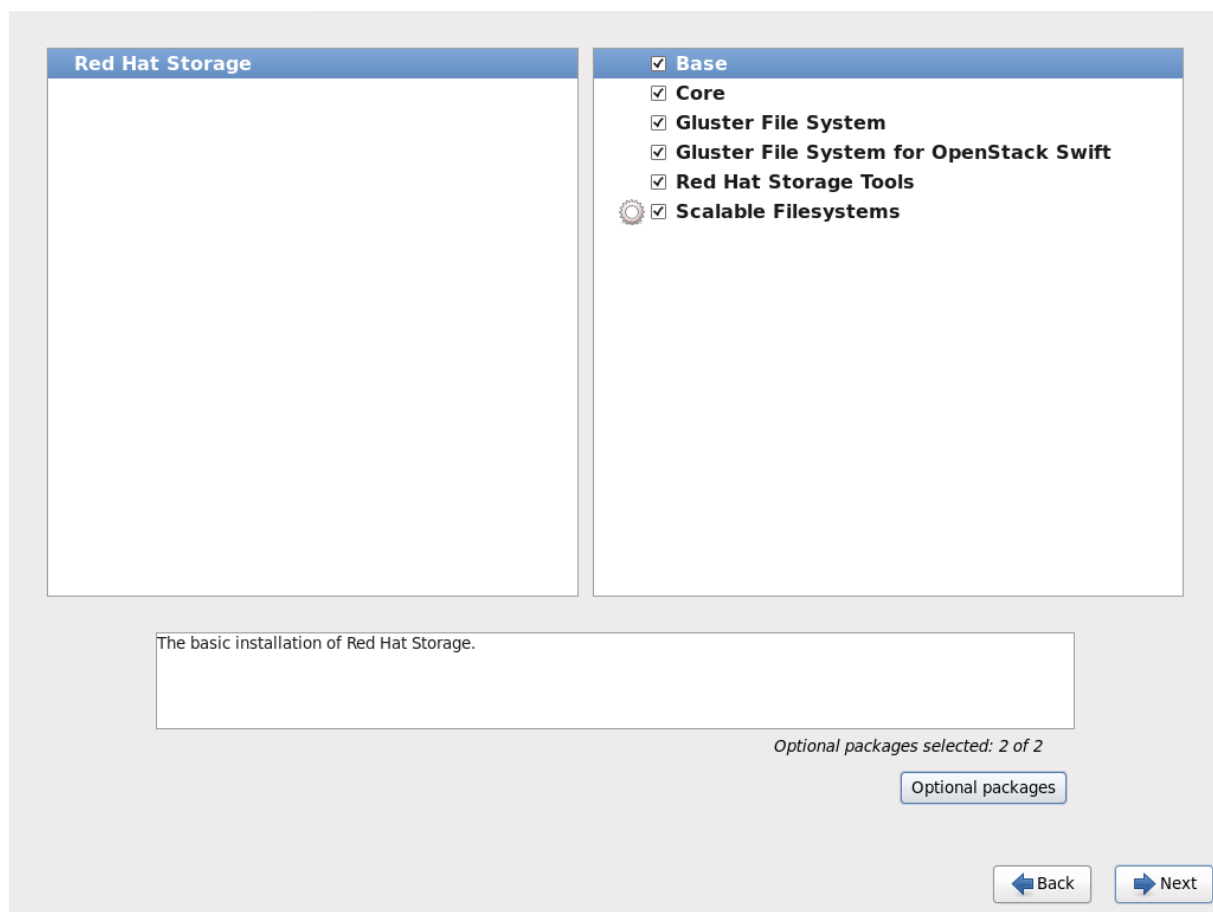 Red Hat Storage
Base
Core
Gluster File System
Gluster File System for OpenStack Swift
Red Hat Storage Tools
Scalable Filesystems
The basic installation of Red Hat Storage.
Optional packages selected: 2 of 2
Optional packages
Back
Next